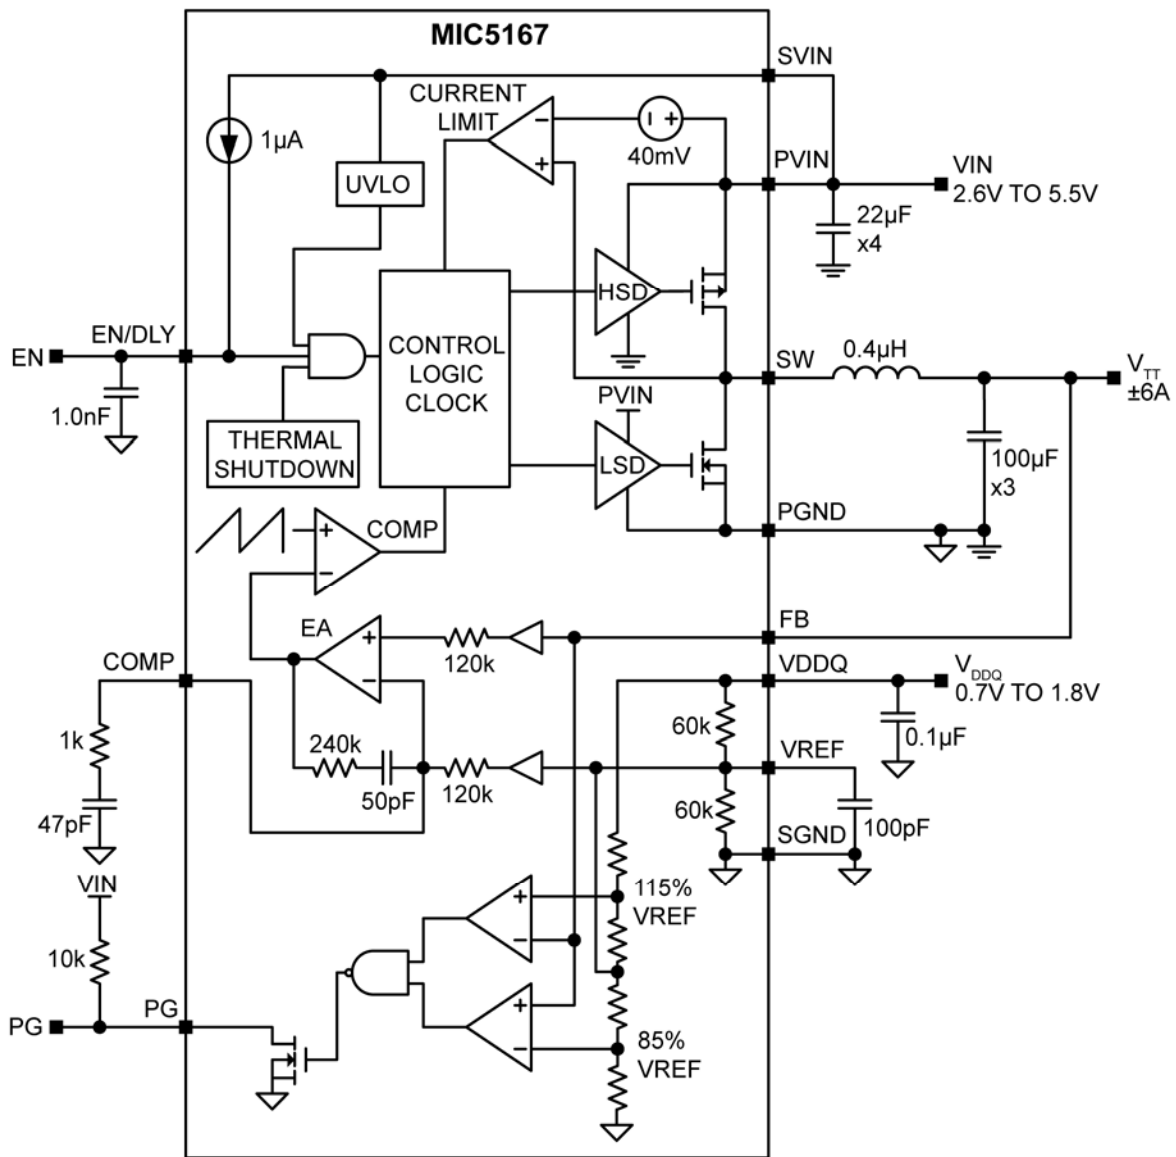 MIC5167
SVIN
CURRENT
LIMIT
1µA
40mV
PVIN
VIN
2.6V TO 5.5V
UVLO
22µF
x4
HSD
EN/DLY
EN
1.0nF
CONTROL
LOGIC
CLOCK
SW
0.4µH
VTT
±6A
PVIN
THERMAL
SHUTDOWN
LSD
100µF
x3
COMP
PGND
+
−
EA
+
−
120k
FB
COMP
VDDQ
VDDQ
0.7V TO 1.8V
1k
60k
0.1µF
240k
50pF
120k
VREF
47pF
60k
100pF
SGND
VIN
115%
VREF
+
−
10k
PG
PG
+
−
85%
VREF